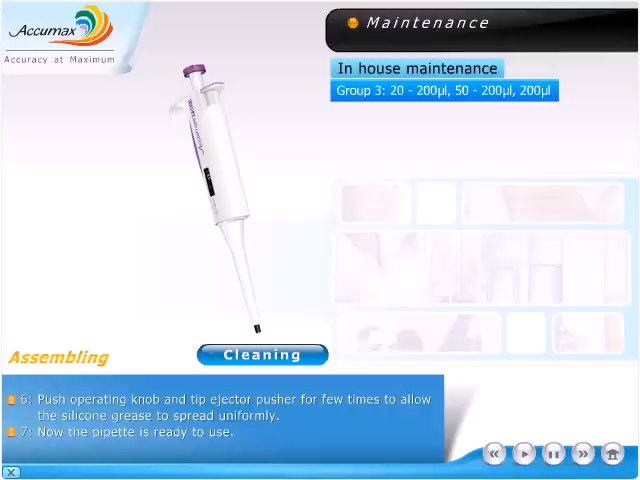 Accumax
Accuracy at Maximum
Maintenance
In house maintenance
Group 3: 20 - 200µl, 50 - 200µl, 200µl
Accumax
Assembling
Cleaning
6: Push operating knob and tip ejector pusher for few times to allow
the silicone grease to spread uniformly.
7: Now the pipette is ready to use.